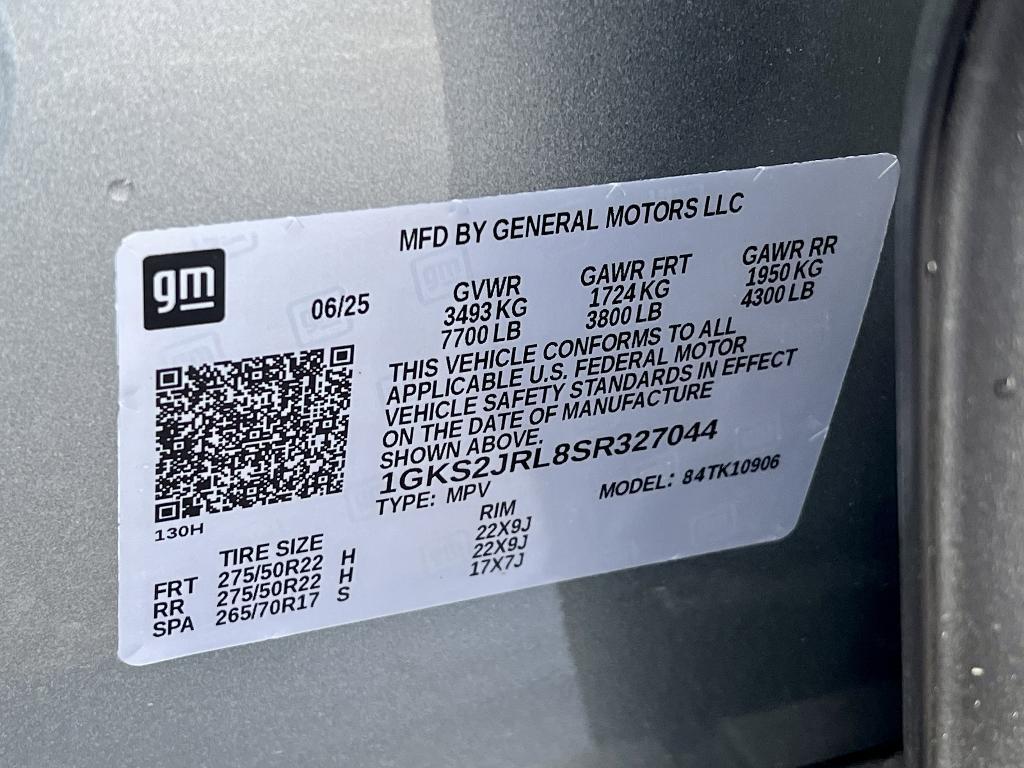 gm
MFD BY GENERAL MOTORS LLC
06/25
GVWR
3493 KG
7700 LB
GAWR FRT
1724 KG
3800 LB
GAWR RR
1950 KG
4300 LB
THIS VEHICLE CONFORMS TO ALL
APPLICABLE U.S. FEDERAL MOTOR
VEHICLE SAFETY STANDARDS IN EFFECT
ON THE DATE OF MANUFACTURE
SHOWN ABOVE.
1GKS2JRL8SR327044
TYPE: MPV MODEL: 84TK10906
130H
TIRE SIZE RIM
FRT 275/50R22 H 22X9J
RR 275/50R22 H 22X9J
SPA 265/70R17 S 17X7J